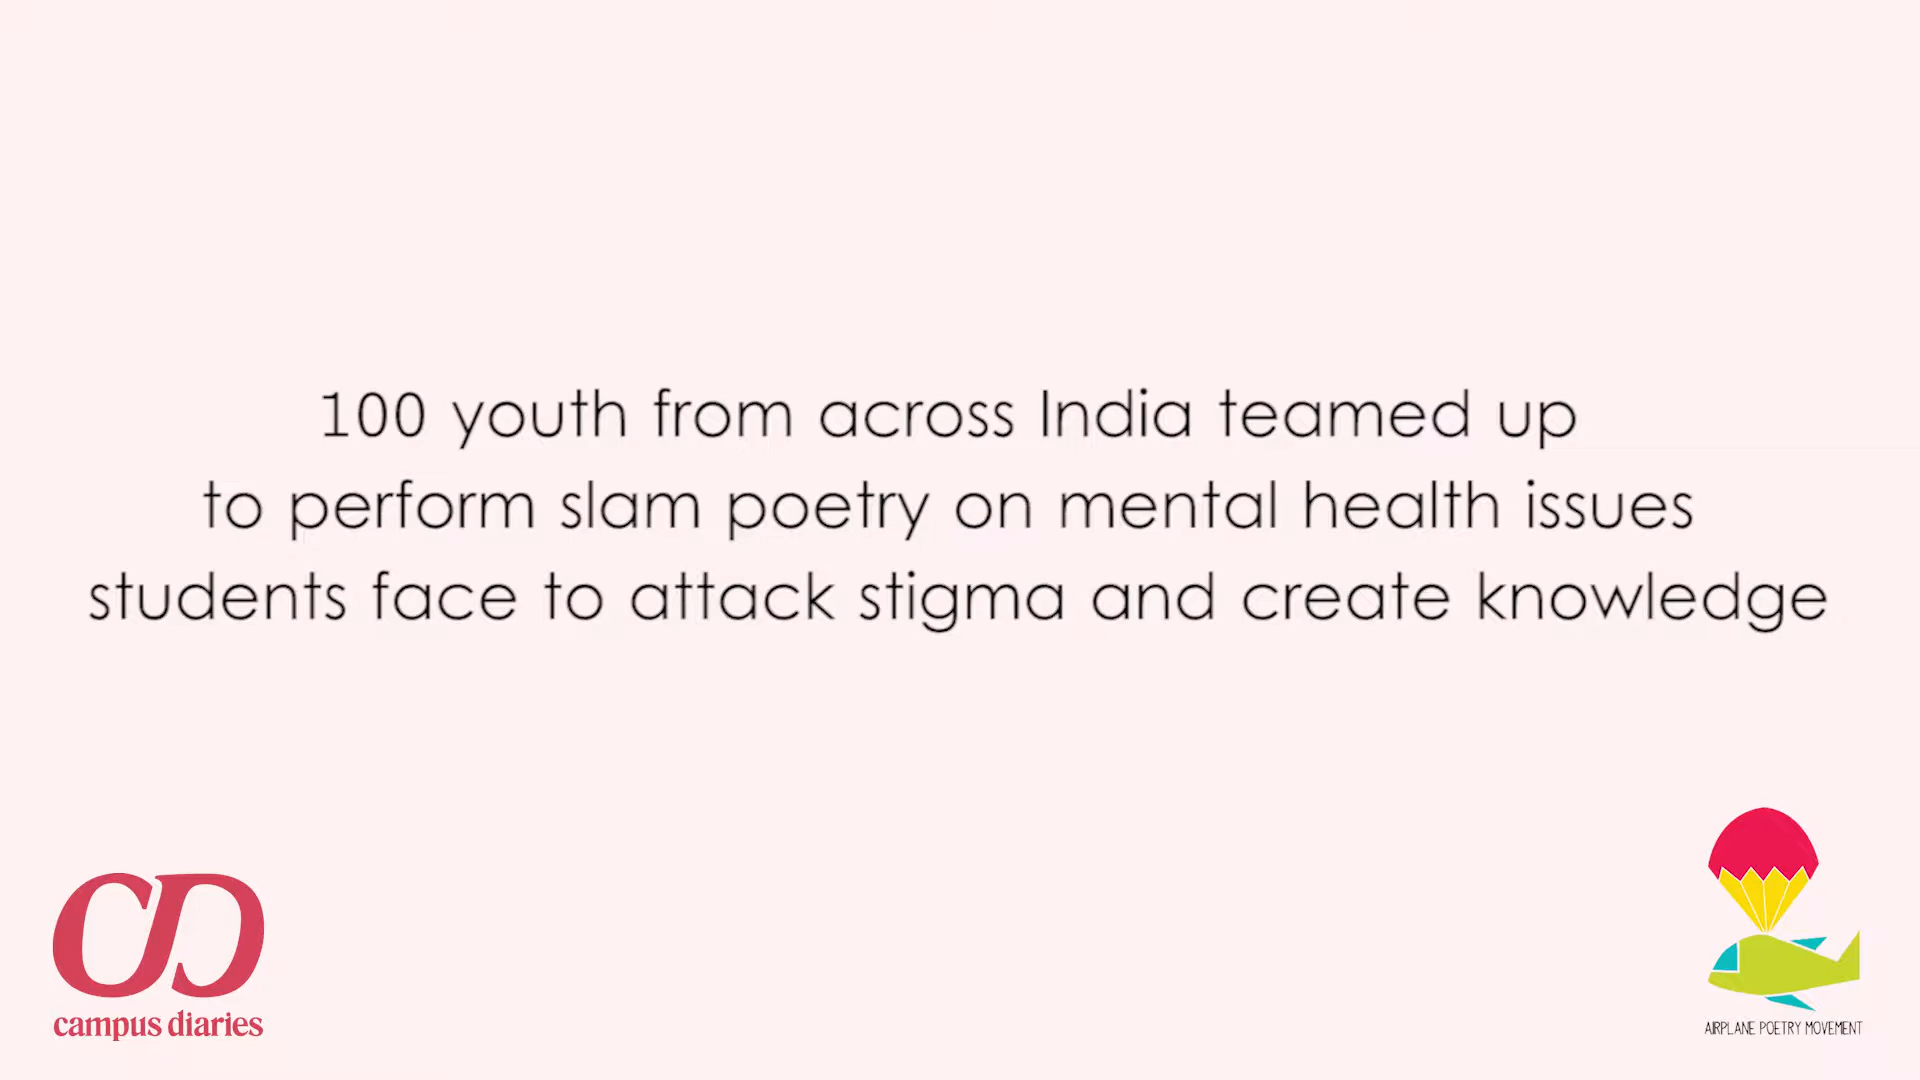 100 youth from across India teamed up
to perform slam poetry on mental health issues
students face to attack stigma and create knowledge
CD
campus diaries
AIRPLANE POETRY MOVEMENT